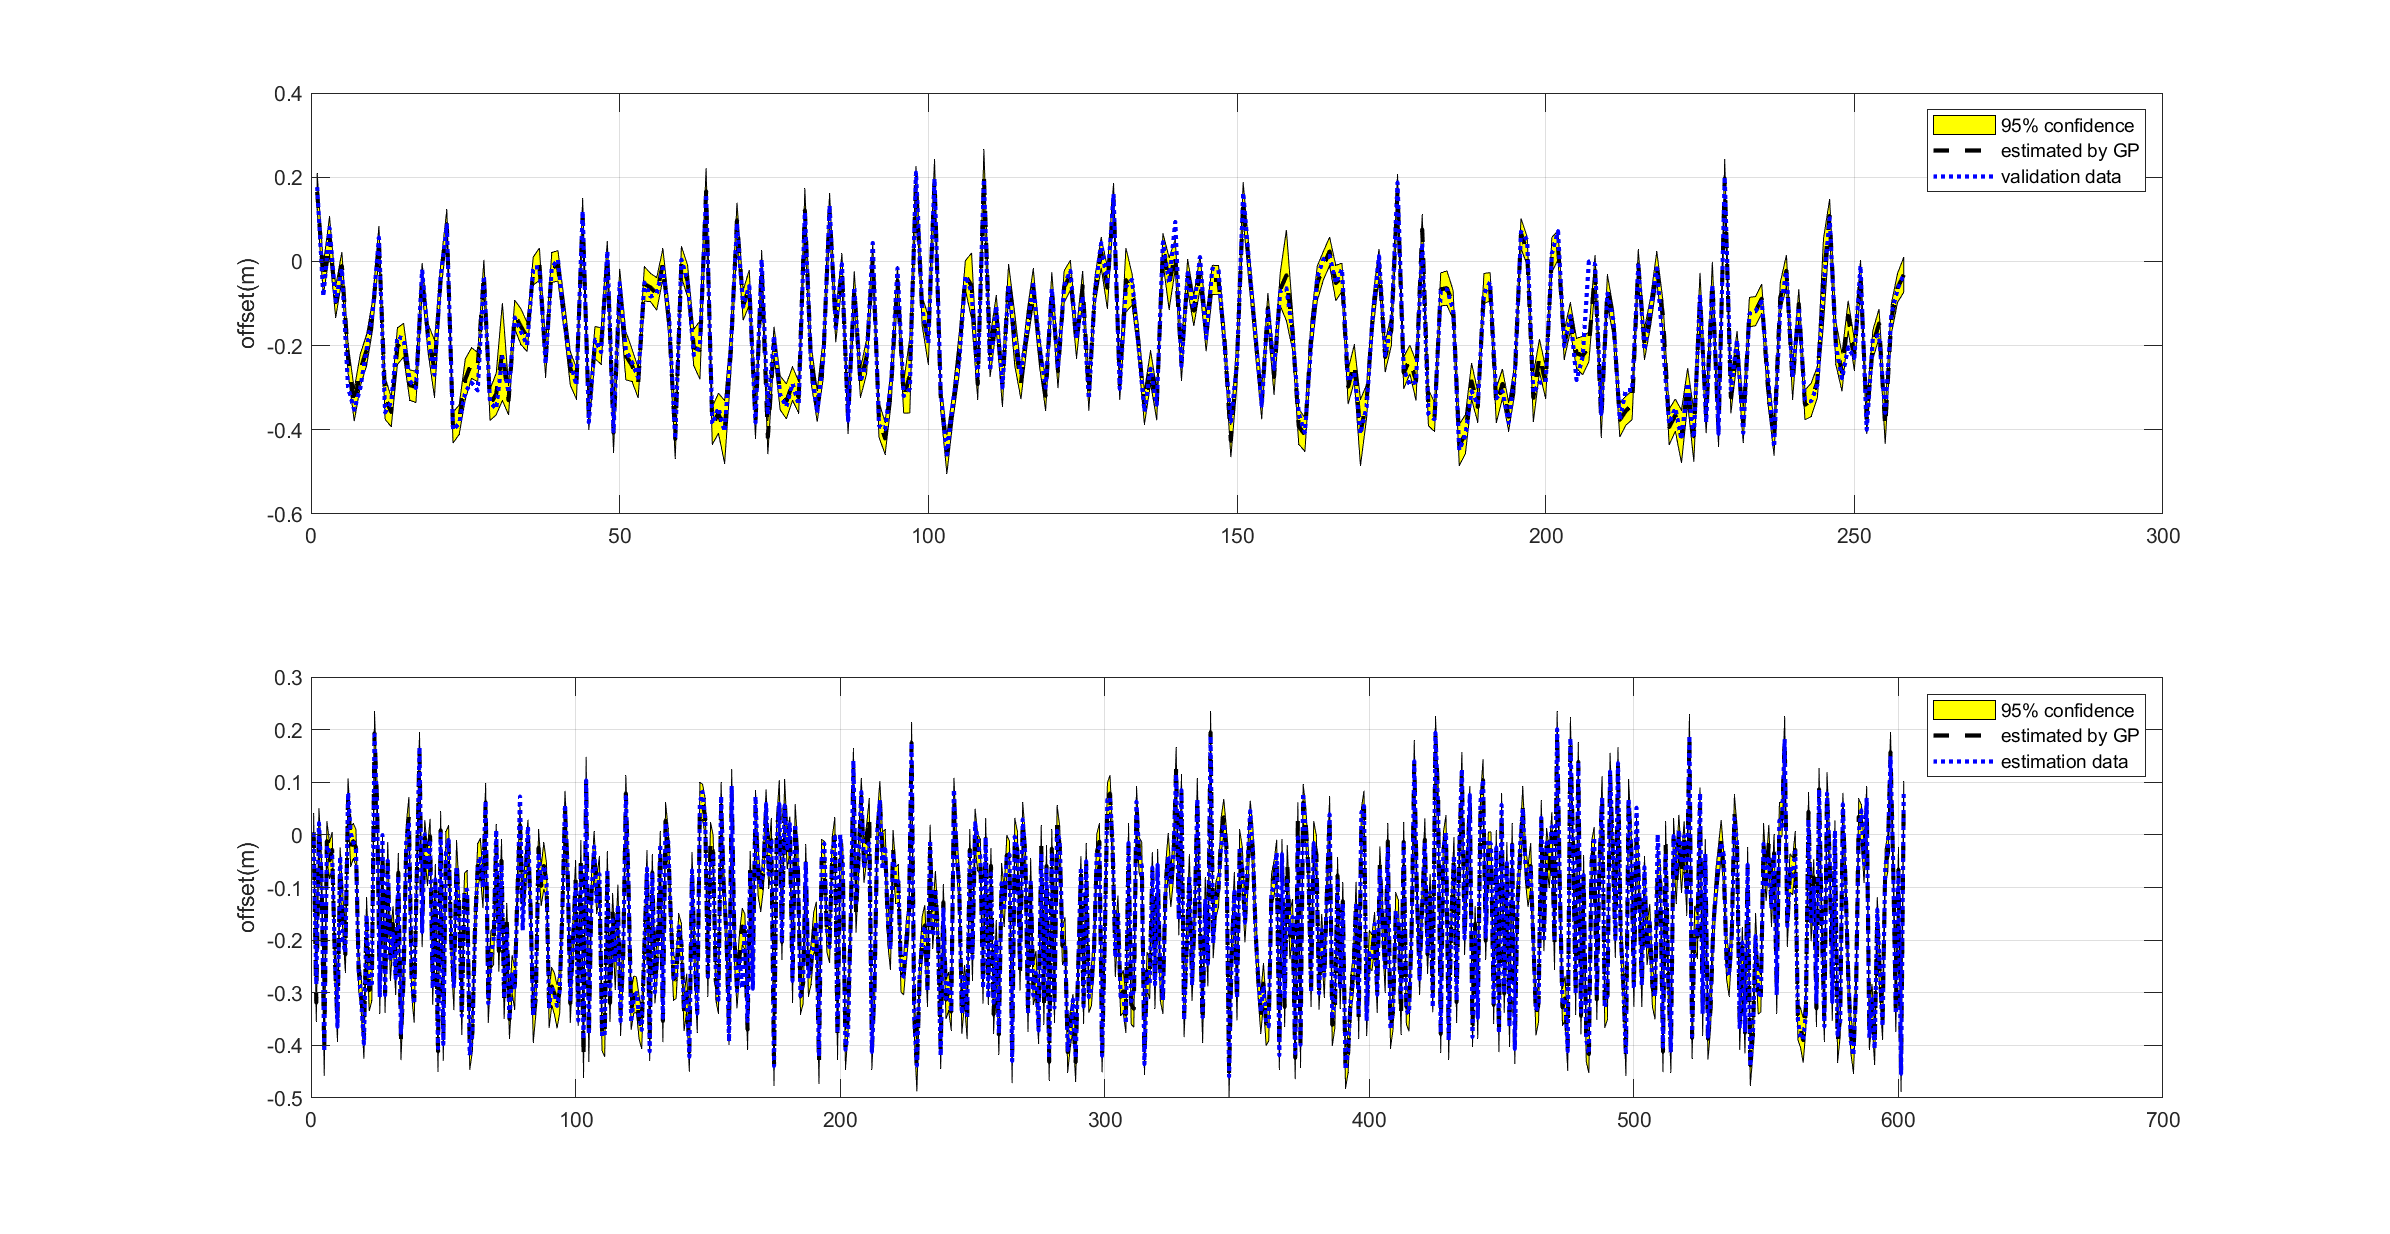 0.4
0.2
0
-0.2
-0.4
-0.6
offset(m)
0 50 100 150 200 250 300
95% confidence
estimated by GP
validation data
0.3
0.2
0.1
0
-0.1
-0.2
-0.3
-0.4
-0.5
offset(m)
0 100 200 300 400 500 600 700
95% confidence
estimated by GP
estimation data